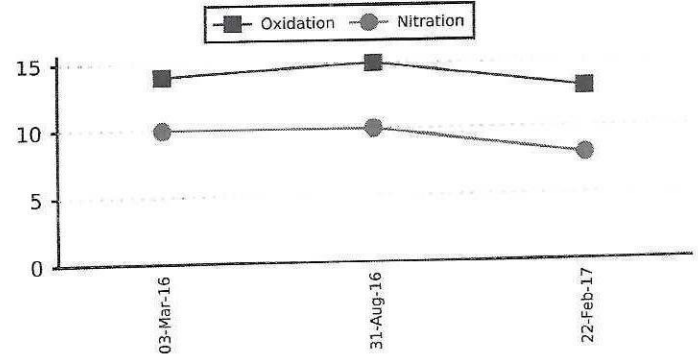 Oxidation Nitration
15
10
5
0
03-Mar-16
31-Aug-16
22-Feb-17